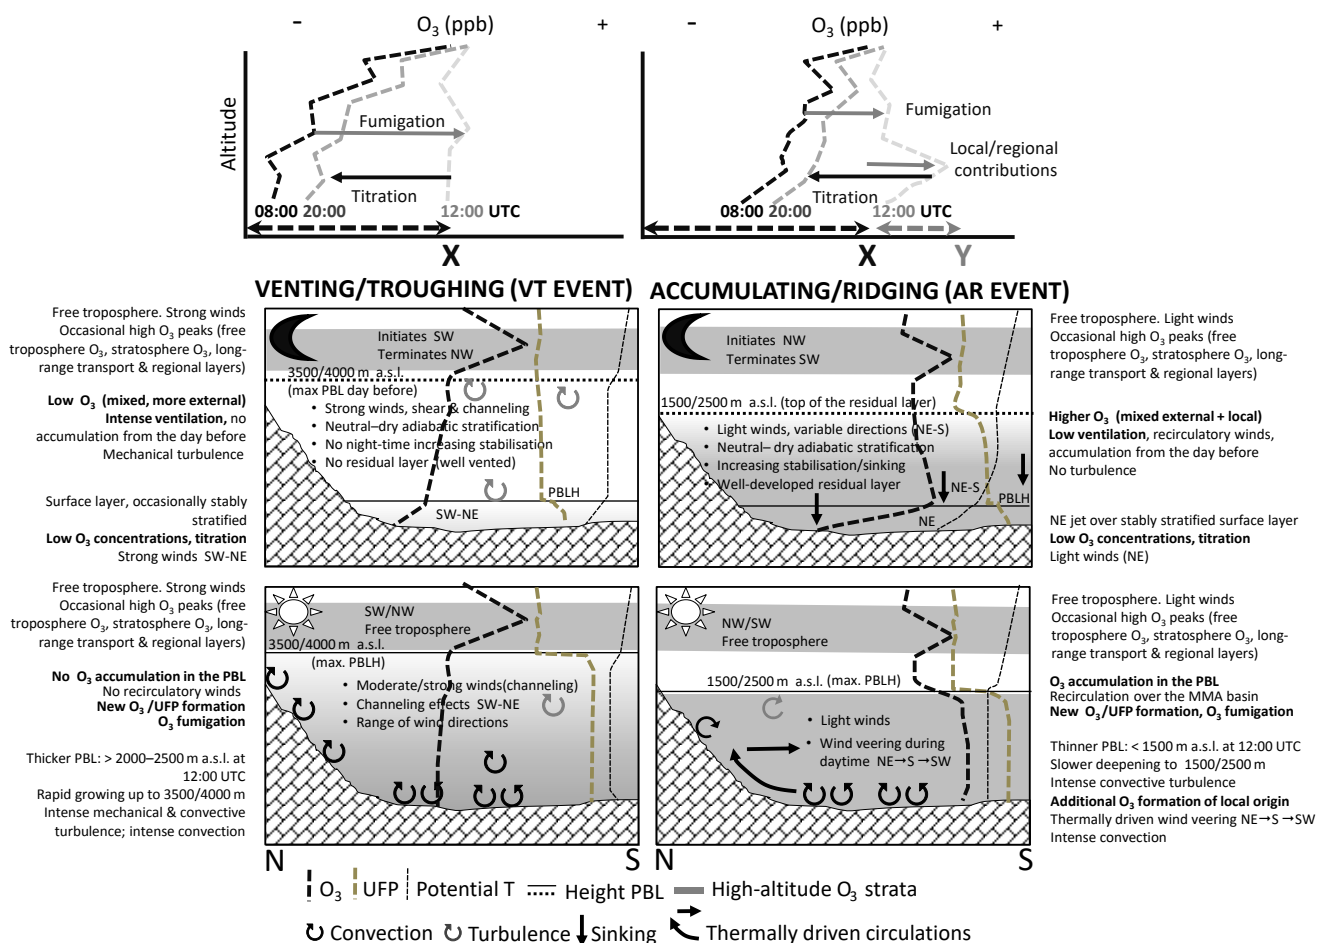 - O₃ (ppb) +
Altitude
Fumigation
Titration
08:00 20:00 12:00 UTC
X
- O₃ (ppb) +
Fumigation
Local/regional
contributions
Titration
08:00 20:00 12:00 UTC
X Y
VENTING/TROUGHING (VT EVENT)
ACCUMULATING/RIDGING (AR EVENT)
Free troposphere. Strong winds
Occasional high O₃ peaks (free
troposphere O₃, stratosphere O₃, long-
range transport & regional layers)
Low O₃ (mixed, more external)
Intense ventilation, no
accumulation from the day before
Mechanical turbulence
Surface layer, occasionally stably
stratified
Low O₃ concentrations, titration
Strong winds SW-NE
Initiates SW
Terminates NW
3500/4000 m a.s.l.
(max PBL day before)
• Strong winds, shear & channeling
• Neutral–dry adiabatic stratification
• No night-time increasing stabilisation
• No residual layer (well vented)
PBLH
SW-NE
Initiates NW
Terminates SW
1500/2500 m a.s.l. (top of the residual layer)
• Light winds, variable directions (NE-S)
• Neutral– dry adiabatic stratification
• Increasing stabilisation/sinking
• Well-developed residual layer
NE-S
PBLH
NE
Free troposphere. Light winds
Occasional high O₃ peaks (free
troposphere O₃, stratosphere O₃, long-
range transport & regional layers)
Higher O₃ (mixed external + local)
Low ventilation, recirculatory winds,
accumulation from the day before
No turbulence
NE jet over stably stratified surface layer
Low O₃ concentrations, titration
Light winds (NE)
Free troposphere. Strong winds
Occasional high O₃ peaks (free
troposphere O₃, stratosphere O₃, long-
range transport & regional layers)
No O₃ accumulation in the PBL
No recirculatory winds
New O₃/UFP formation
O₃ fumigation
Thicker PBL: > 2000–2500 m a.s.l. at
12:00 UTC
Rapid growing up to 3500/4000 m
Intense mechanical & convective
turbulence; intense convection
SW/NW
Free troposphere
3500/4000 m a.s.l.
(max. PBLH)
• Moderate/strong winds(channeling)
• Channeling effects SW-NE
• Range of wind directions
N S
NW/SW
Free troposphere
1500/2500 m a.s.l. (max. PBLH)
• Light winds
• Wind veering during
daytime NE→S →SW
N S
Free troposphere. Light winds
Occasional high O₃ peaks (free
troposphere O₃, stratosphere O₃, long-
range transport & regional layers)
O₃ accumulation in the PBL
Recirculation over the MMA basin
New O₃/UFP formation, O₃ fumigation
Thinner PBL: < 1500 m a.s.l. at 12:00 UTC
Slower deepening to 1500/2500 m
Intense convective turbulence
Additional O₃ formation of local origin
Thermally driven wind veering NE→S →SW
Intense convection
O₃ UFP Potential T Height PBL High-altitude O₃ strata
Convection Turbulence Sinking Thermally driven circulations